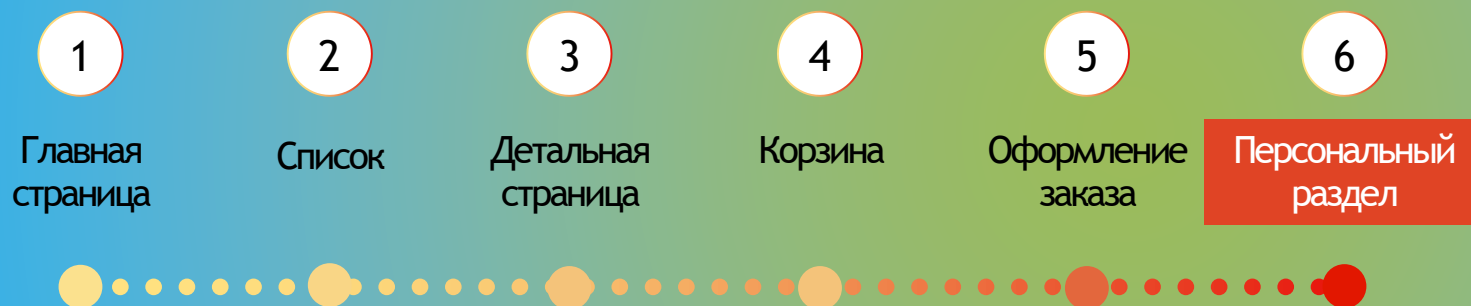 1
Главная
страница
2
Список
3
Детальная
страница
4
Корзина
5
Оформление
заказа
6
Персональный
раздел